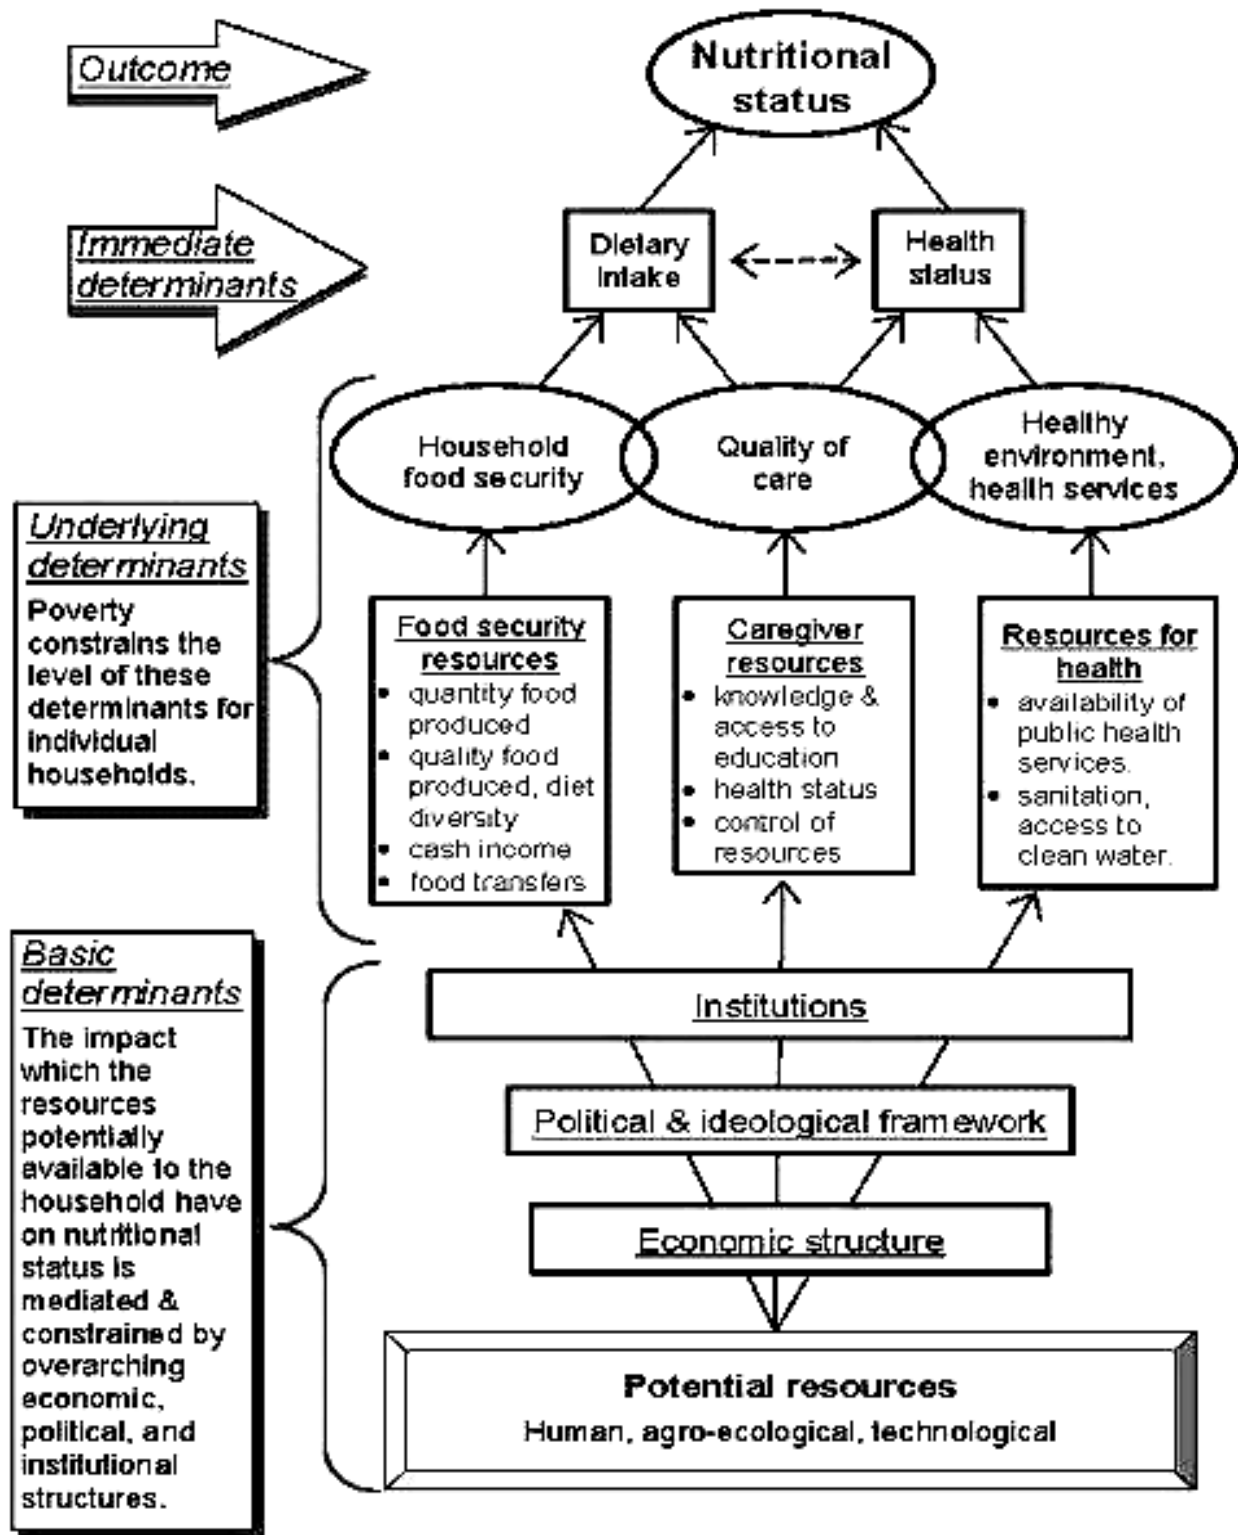 Outcome
Nutritional
status
Immediate
determinants
Dietary
Intake
Health
status
Household
food security
Quality of
care
Healthy
environment,
health services
Underlying
determinants
Poverty
constrains the
level of these
determinants for
individual
households.
Food security
resources
• quantity food
produced
• quality food
produced, diet
diversity
• cash income
• food transfers
Caregiver
resources
• knowledge &
access to
education
• health status
• control of
resources
Resources for
health
• availability of
public health
services.
• sanitation,
access to
clean water.
Basic
determinants
The impact
which the
resources
potentially
available to the
household have
on nutritional
status is
mediated &
constrained by
overarching
economic,
political, and
institutional
structures.
Institutions
Political & ideological framework
Economic structure
Potential resources
Human, agro-ecological, technological